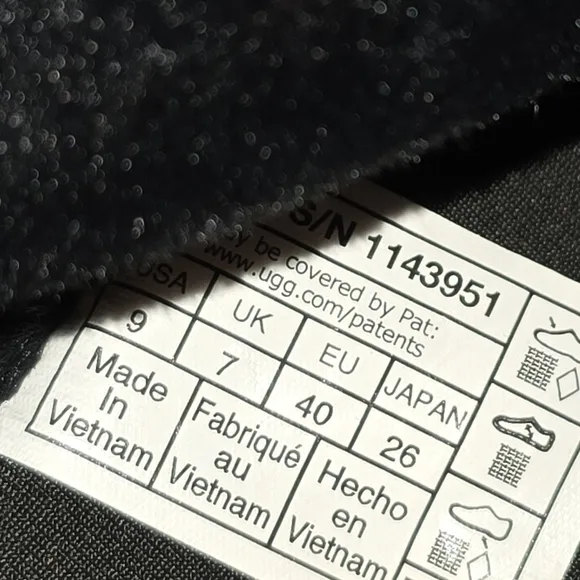 S/N 1143951
be covered by Pat:
www.ugg.com/patents
USA UK EU JAPAN
9 7 40 26
Made In Vietnam
Fabriqué au Vietnam
Hecho en Vietnam